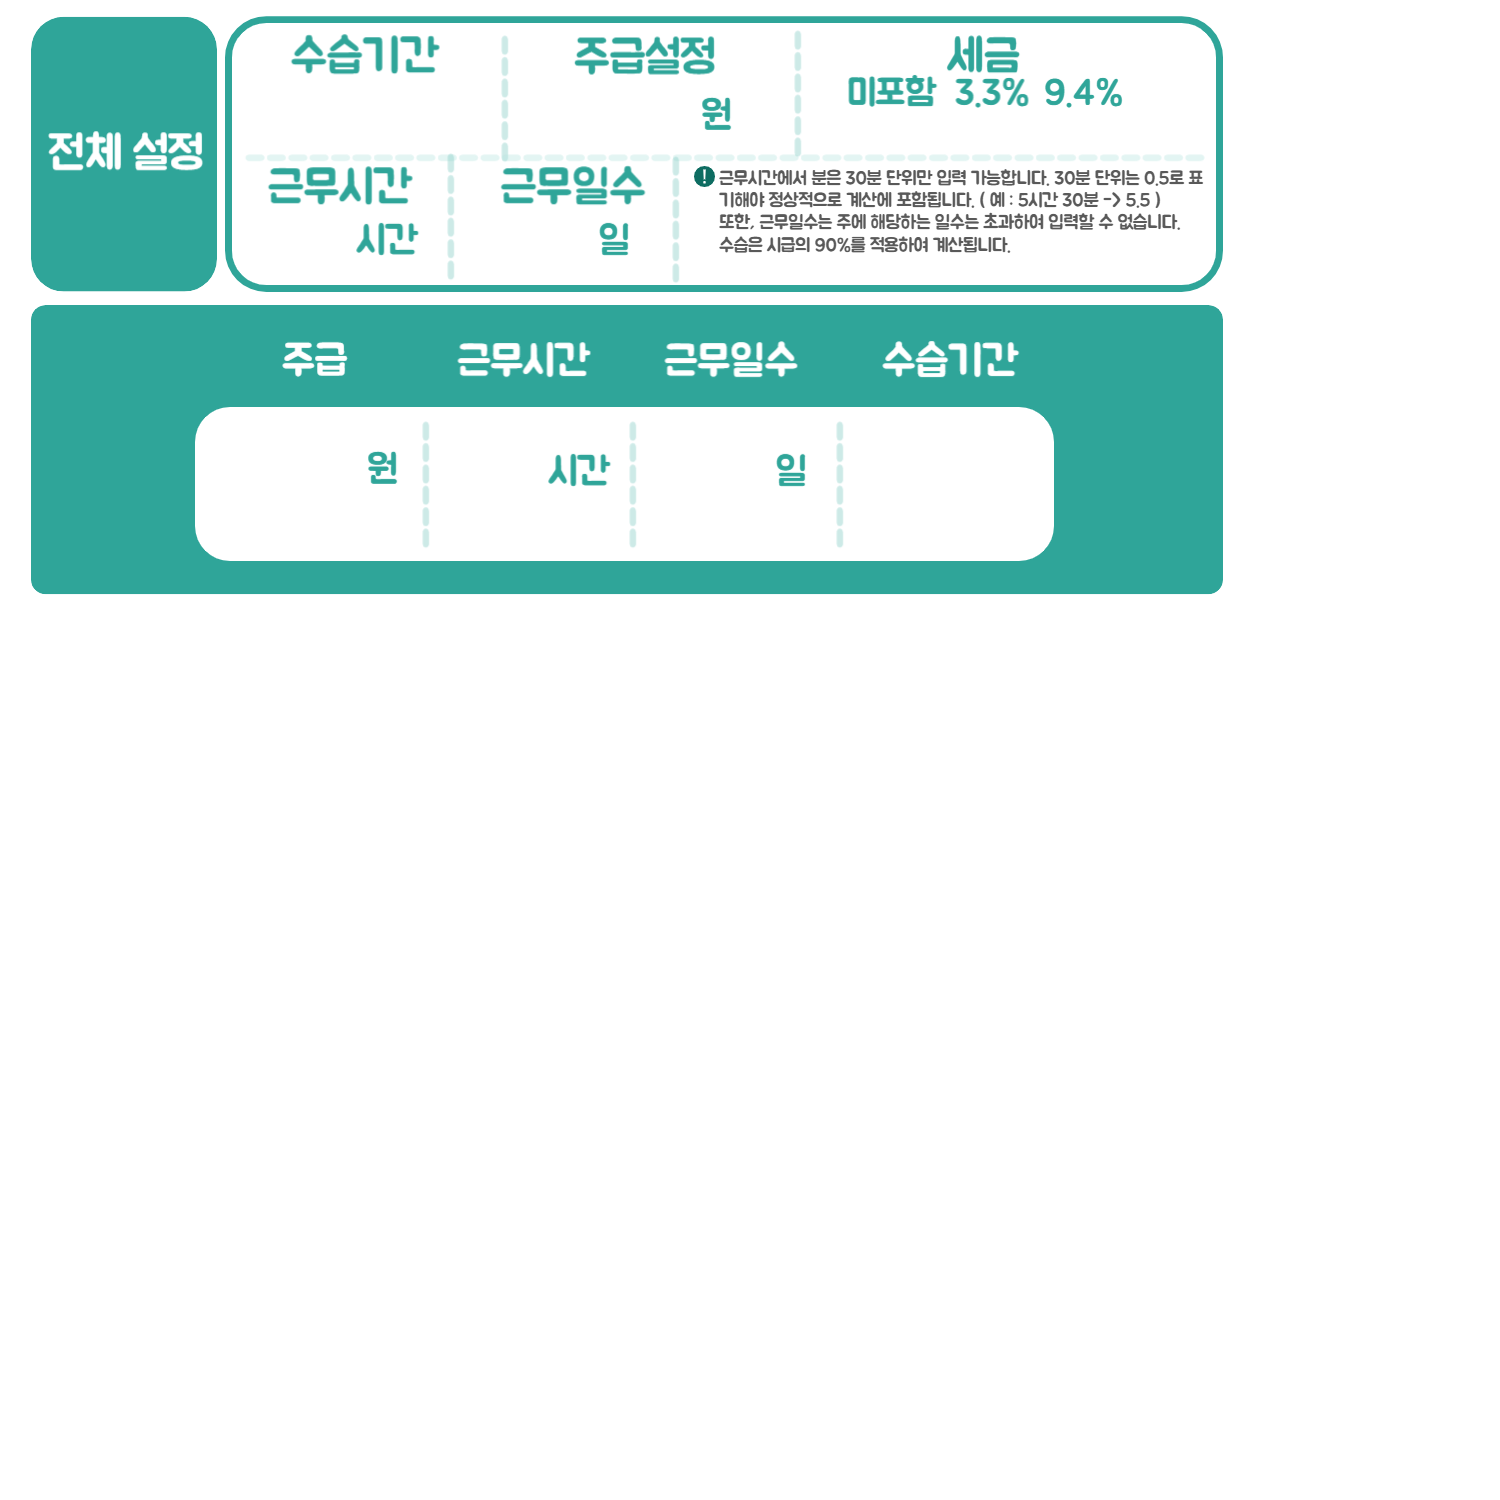 전체 설정
수습기간
주급설정
원
세금
미포함 3.3% 9.4%
근무시간
시간
근무일수
일
! 근무시간에서 분은 30분 단위만 입력 가능합니다. 30분 단위는 0.5로 표
기해야 정상적으로 계산에 포함됩니다. ( 예 : 5시간 30분 -> 5.5 )
또한, 근무일수는 주에 해당하는 일수는 초과하여 입력할 수 없습니다.
수습은 시급의 90%를 적용하여 계산됩니다.
주급 근무시간 근무일수 수습기간
원 시간 일